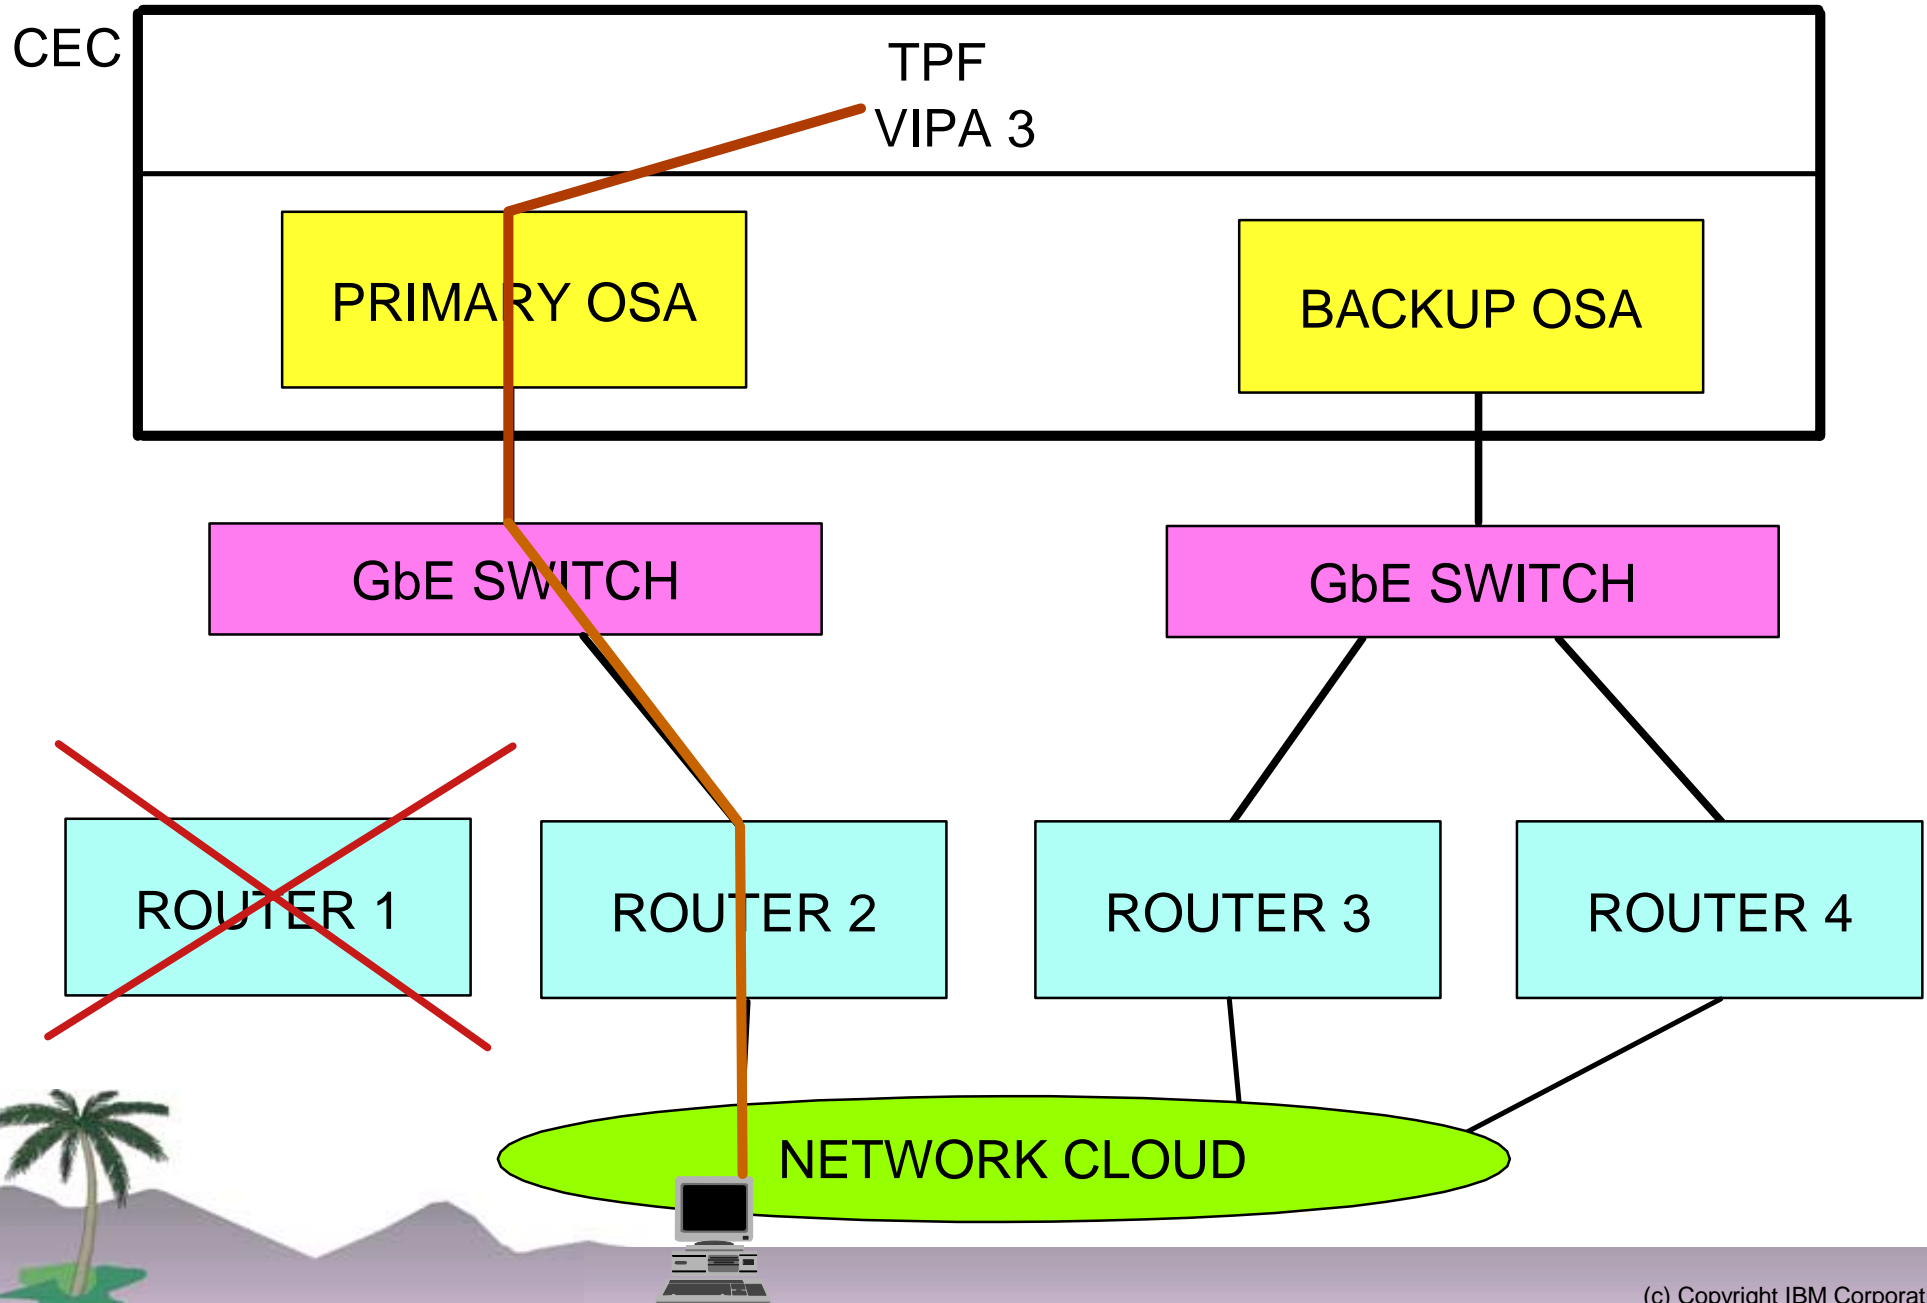 CEC
TPF
VIPA 3
PRIMARY OSA
BACKUP OSA
GbE SWITCH
GbE SWITCH
ROUTER 1
ROUTER 2
ROUTER 3
ROUTER 4
NETWORK CLOUD
(c) Copyright IBM Corporat